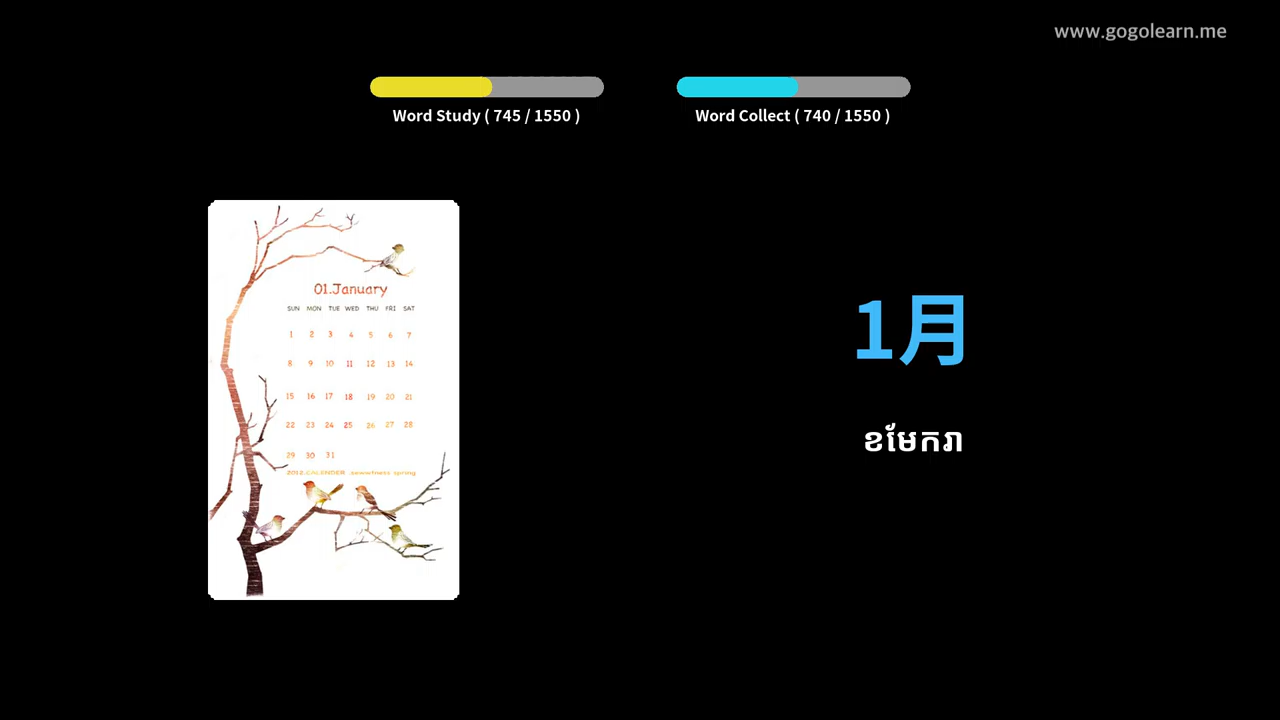 www.gogolearn.me
Word Study ( 745 / 1550 )
Word Collect ( 740 / 1550 )
01.January
SUN MON TUE WED THU FRI SAT
1 2 3 4 5 6 7
8 9 10 11 12 13 14
15 16 17 18 19 20 21
22 23 24 25 26 27 28
29 30 31
1月
ខមែករា